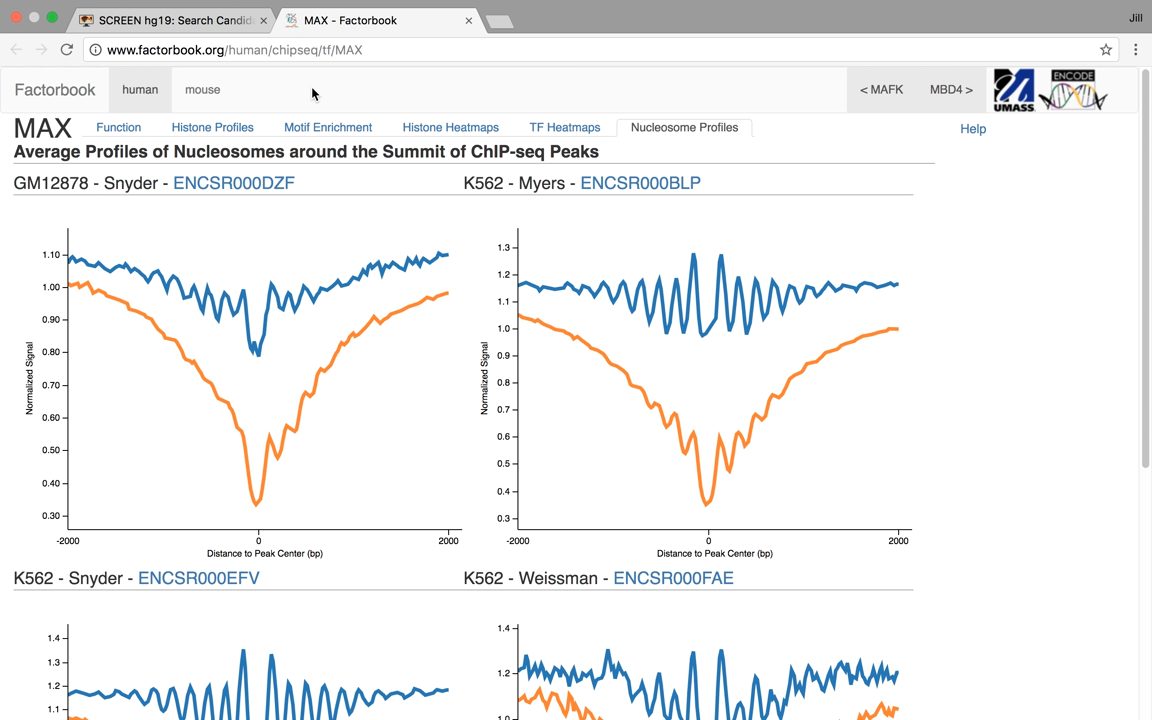 SCREEN hg19: Search Candid
MAX - Factorbook
Jill
www.factorbook.org/human/chipseq/tf/MAX
Factorbook
human
mouse
< MAFK
MBD4 >
UMASS
ENCODE
MAX
Function
Histone Profiles
Motif Enrichment
Histone Heatmaps
TF Heatmaps
Nucleosome Profiles
Help
Average Profiles of Nucleosomes around the Summit of ChIP-seq Peaks
GM12878 - Snyder - ENCSR000DZF
1.10
1.00
0.90
0.80
0.70
0.60
0.50
0.40
0.30
Normalized Signal
-2000
0
2000
Distance to Peak Center (bp)
K562 - Myers - ENCSR000BLP
1.3
1.2
1.1
1.0
0.9
0.8
0.7
0.6
0.5
0.4
0.3
Normalized Signal
-2000
0
2000
Distance to Peak Center (bp)
K562 - Snyder - ENCSR000EFV
1.4
1.3
1.2
1.1
K562 - Weissman - ENCSR000FAE
1.4
1.2
1.0